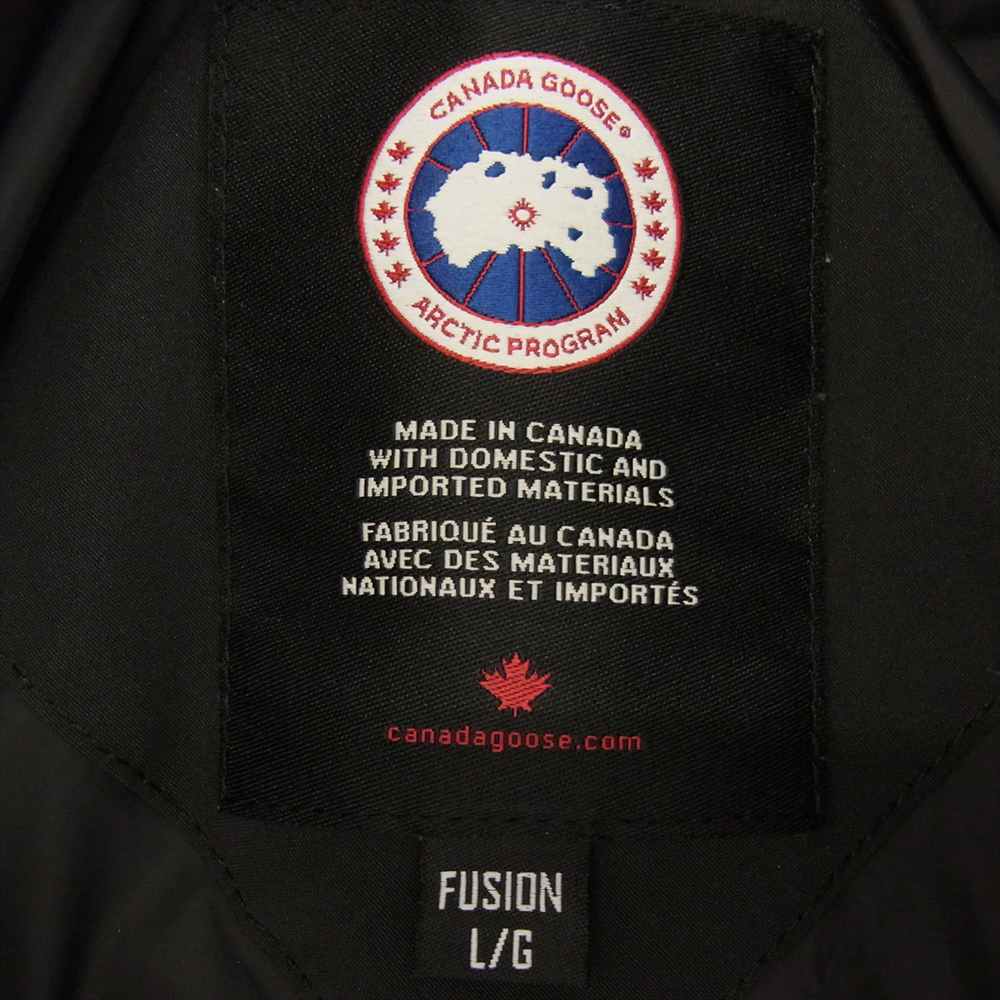 CANADA GOOSE®
ARCTIC PROGRAM
MADE IN CANADA
WITH DOMESTIC AND
IMPORTED MATERIALS
FABRIQUÉ AU CANADA
AVEC DES MATERIAUX
NATIONAUX ET IMPORTÉS
canadagoose.com
FUSION
L/G